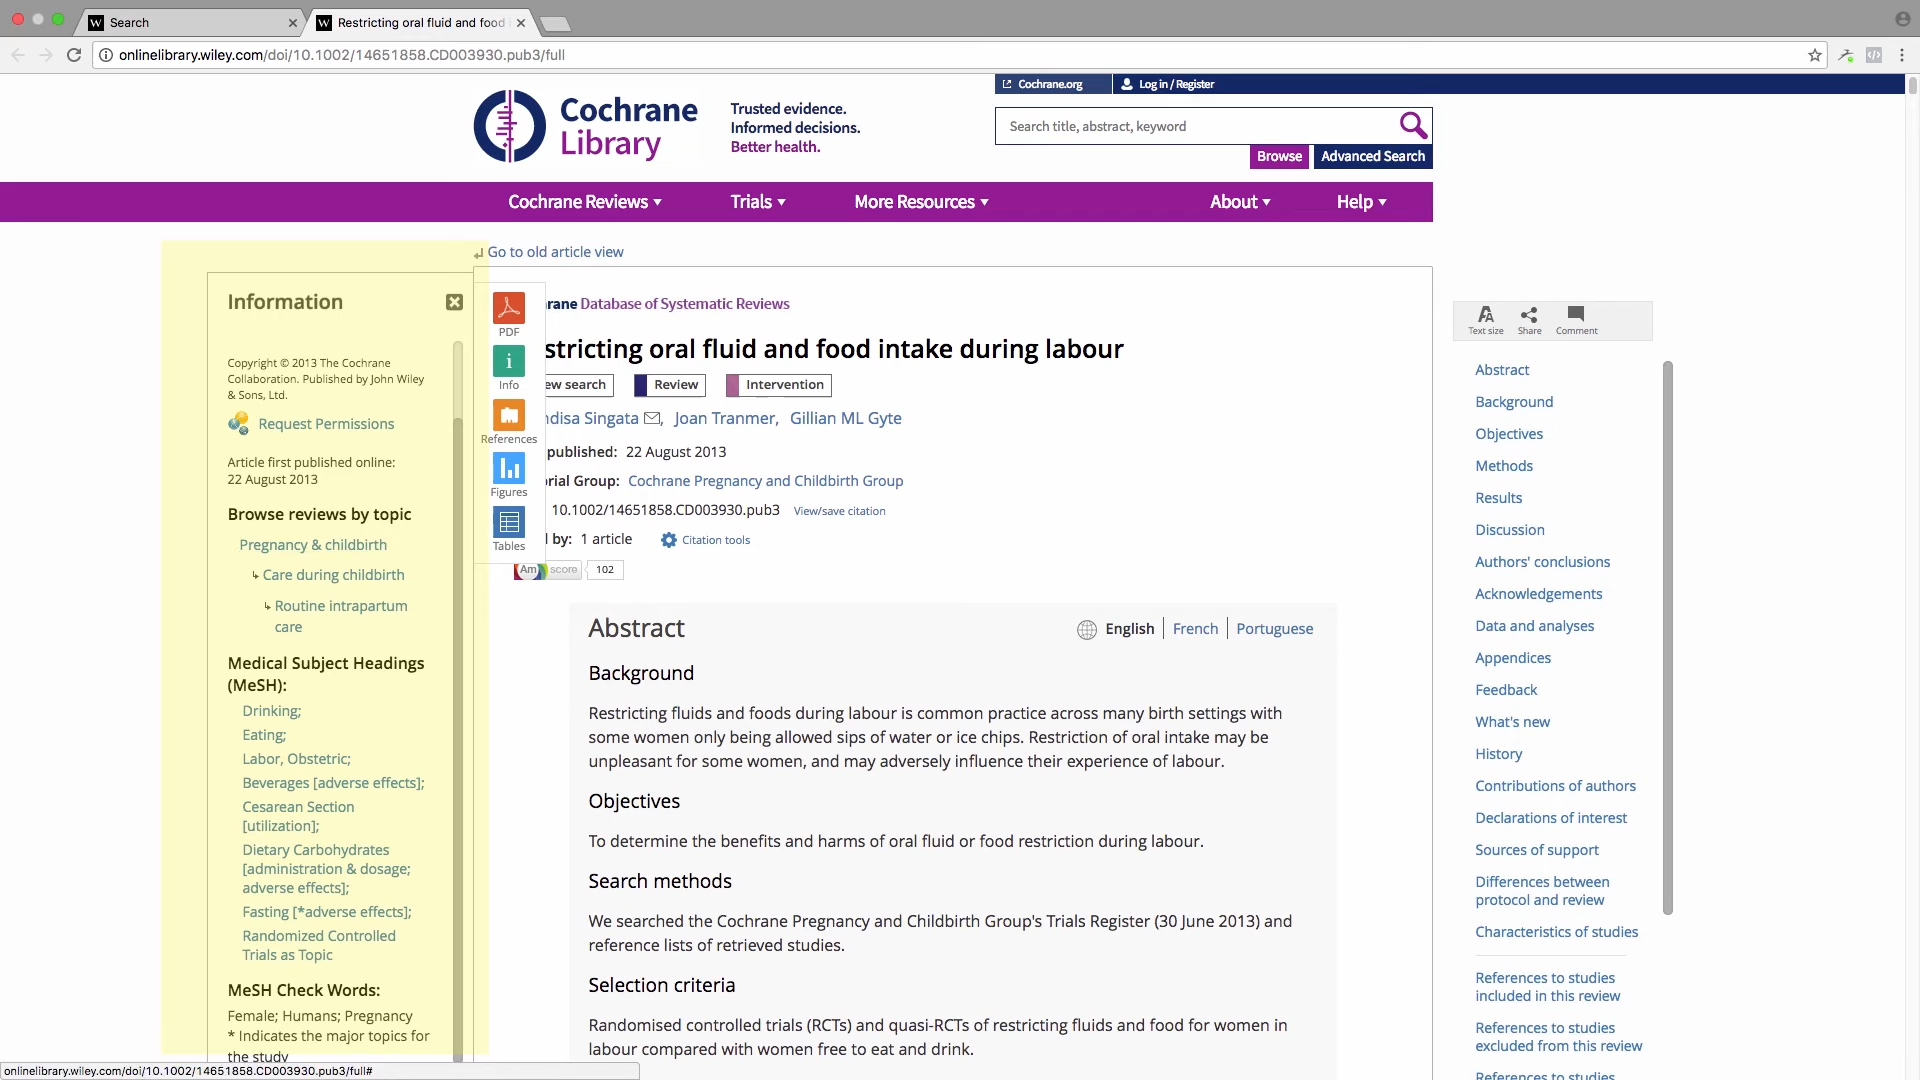 Search
Restricting oral fluid and food
onlinelibrary.wiley.com/doi/10.1002/14651858.CD003930.pub3/full
Cochrane.org
Log in / Register
Cochrane
Library
Trusted evidence.
Informed decisions.
Better health.
Search title, abstract, keyword
Browse
Advanced Search
Cochrane Reviews
Trials
More Resources
About
Help
Go to old article view
Information
Copyright © 2013 The Cochrane
Collaboration. Published by John Wiley
& Sons, Ltd.
Request Permissions
Article first published online:
22 August 2013
Browse reviews by topic
Pregnancy & childbirth
Care during childbirth
Routine intrapartum
care
Medical Subject Headings
(MeSH):
Drinking;
Eating;
Labor, Obstetric;
Beverages [adverse effects];
Cesarean Section
[utilization];
Dietary Carbohydrates
[administration & dosage;
adverse effects];
Fasting [*adverse effects];
Randomized Controlled
Trials as Topic
MeSH Check Words:
Female; Humans; Pregnancy
* Indicates the major topics for
the study
onlinelibrary.wiley.com/doi/10.1002/14651858.CD003930.pub3/full#
PDF
Info
References
Figures
Tables
rane Database of Systematic Reviews
stricting oral fluid and food intake during labour
ew search
Review
Intervention
ndisa Singata, Joan Tranmer, Gillian ML Gyte
published: 22 August 2013
rial Group: Cochrane Pregnancy and Childbirth Group
10.1002/14651858.CD003930.pub3 View/save citation
by: 1 article Citation tools
Am score 102
Abstract
English | French | Portuguese
Background
Restricting fluids and foods during labour is common practice across many birth settings with
some women only being allowed sips of water or ice chips. Restriction of oral intake may be
unpleasant for some women, and may adversely influence their experience of labour.
Objectives
To determine the benefits and harms of oral fluid or food restriction during labour.
Search methods
We searched the Cochrane Pregnancy and Childbirth Group's Trials Register (30 June 2013) and
reference lists of retrieved studies.
Selection criteria
Randomised controlled trials (RCTs) and quasi-RCTs of restricting fluids and food for women in
labour compared with women free to eat and drink.
Text size
Share
Comment
Abstract
Background
Objectives
Methods
Results
Discussion
Authors' conclusions
Acknowledgements
Data and analyses
Appendices
Feedback
What's new
History
Contributions of authors
Declarations of interest
Sources of support
Differences between
protocol and review
Characteristics of studies
References to studies
included in this review
References to studies
excluded from this review
References to studies